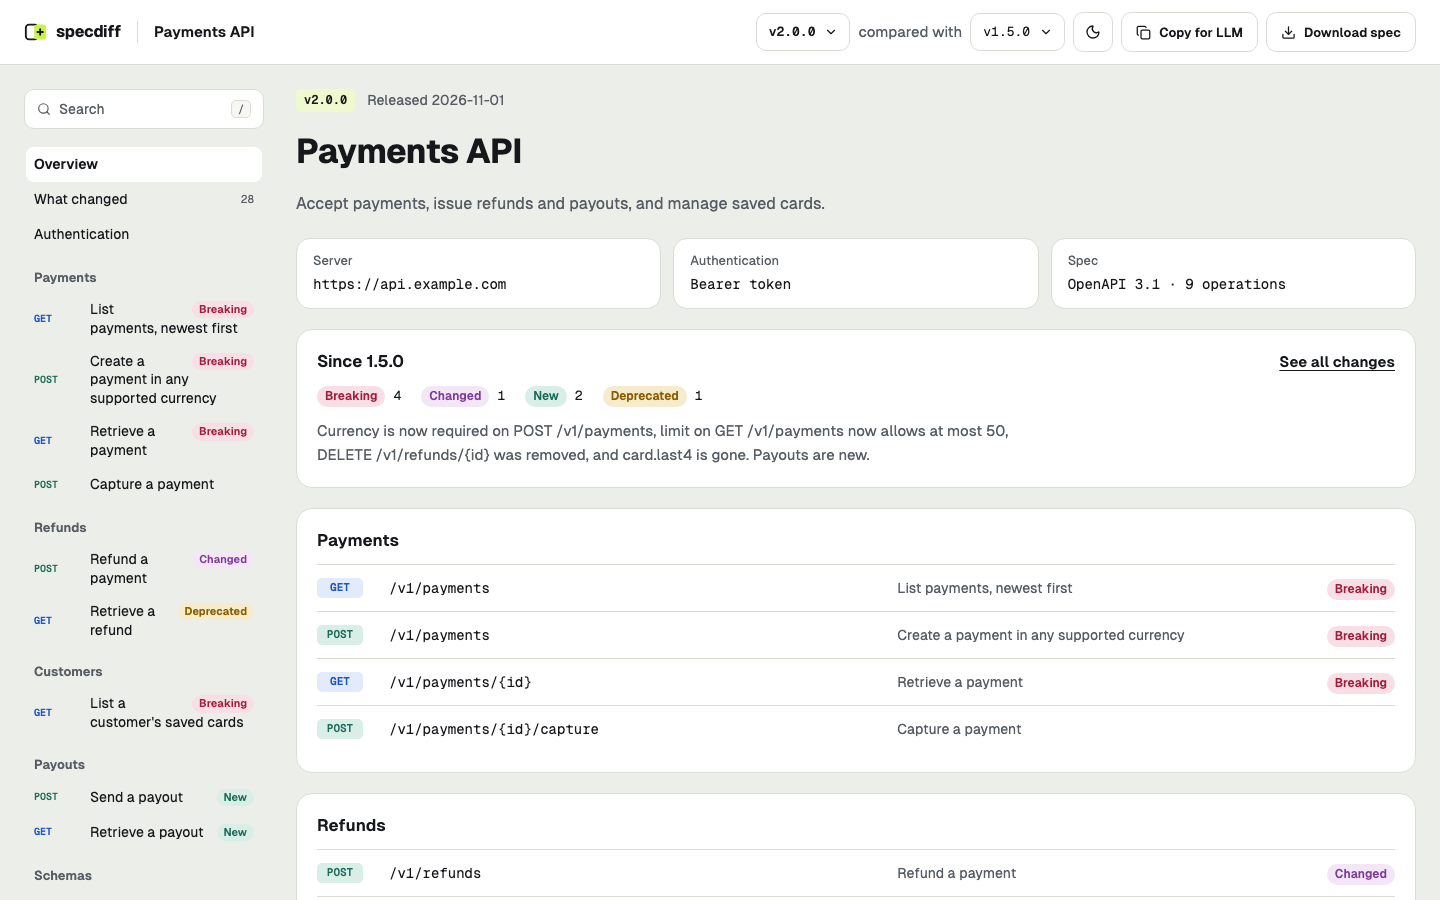 specdiff
Payments API
v2.0.0
compared with
v1.5.0
Copy for LLM
Download spec
Search
/
Overview
What changed 28
Authentication
Payments
GET List Breaking
payments, newest first
POST Create a Breaking
payment in any
supported currency
GET Retrieve a Breaking
payment
POST Capture a payment
Refunds
POST Refund a Changed
payment
GET Retrieve a Deprecated
refund
Customers
GET List a Breaking
customer's saved cards
Payouts
POST Send a payout New
GET Retrieve a payout New
Schemas
v2.0.0 Released 2026-11-01
Payments API
Accept payments, issue refunds and payouts, and manage saved cards.
Server
https://api.example.com
Authentication
Bearer token
Spec
OpenAPI 3.1 · 9 operations
Since 1.5.0
See all changes
Breaking 4 Changed 1 New 2 Deprecated 1
Currency is now required on POST /v1/payments, limit on GET /v1/payments now allows at most 50,
DELETE /v1/refunds/{id} was removed, and card.last4 is gone. Payouts are new.
Payments
GET /v1/payments List payments, newest first Breaking
POST /v1/payments Create a payment in any supported currency Breaking
GET /v1/payments/{id} Retrieve a payment Breaking
POST /v1/payments/{id}/capture Capture a payment
Refunds
POST /v1/refunds Refund a payment Changed